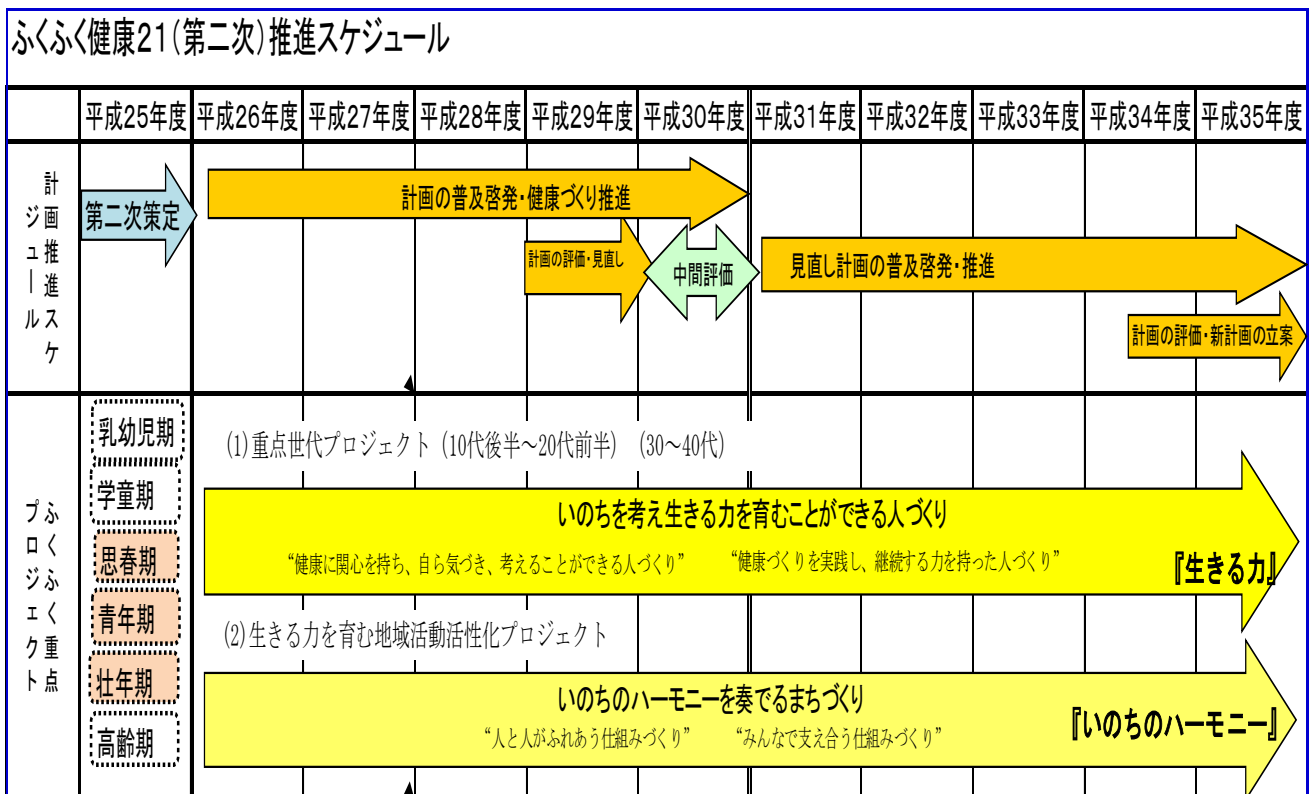 ふくふく健康21(第二次)推進スケジュール
平成25年度 平成26年度 平成27年度 平成28年度 平成29年度 平成30年度 平成31年度 平成32年度 平成33年度 平成34年度 平成35年度
計画推進スケジュール
第二次策定
計画の普及啓発・健康づくり推進
計画の評価・見直し
中間評価
見直し計画の普及啓発・推進
計画の評価・新計画の立案
ふくふく重点プロジェクト
乳幼児期
学童期
思春期
青年期
壮年期
高齢期
(1)重点世代プロジェクト (10代後半～20代前半) (30～40代)
いのちを考え生きる力を育むことができる人づくり
“健康に関心を持ち、自ら気づき、考えることができる人づくり” “健康づくりを実践し、継続する力を持った人づくり”
『生きる力』
(2)生きる力を育む地域活動活性化プロジェクト
いのちのハーモニーを奏でるまちづくり
“人と人がふれあう仕組みづくり” “みんなで支え合う仕組みづくり”
『いのちのハーモニー』